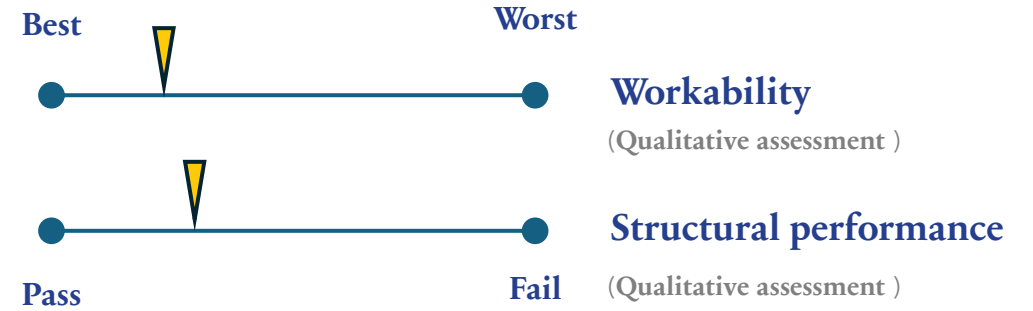 Best
Worst
Workability
(Qualitative assessment )
Structural performance
Pass
Fail
(Qualitative assessment )